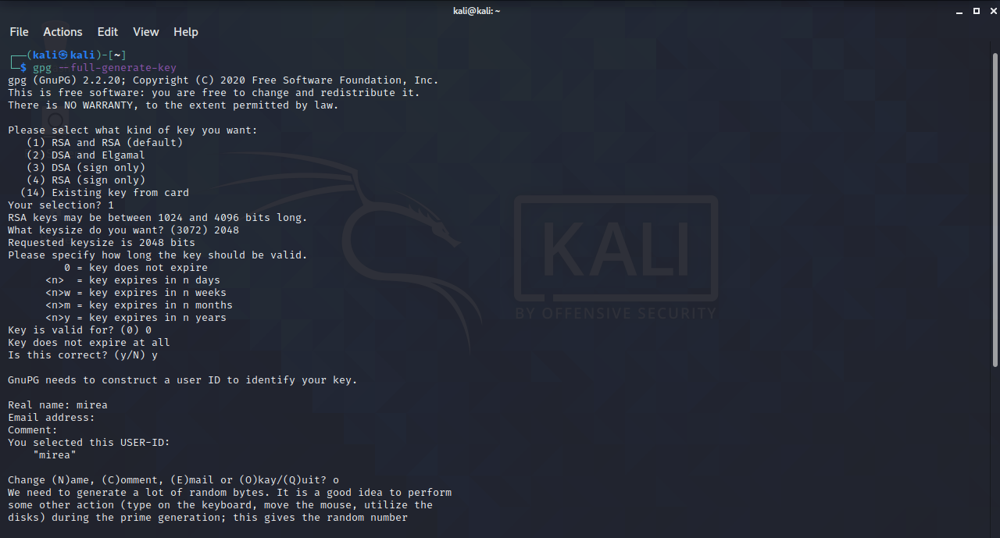 kali@kali: ~
File Actions Edit View Help
┌──(kali㉿kali)-[~]
└─$ gpg --full-generate-key
gpg (GnuPG) 2.2.20; Copyright (C) 2020 Free Software Foundation, Inc.
This is free software: you are free to change and redistribute it.
There is NO WARRANTY, to the extent permitted by law.

Please select what kind of key you want:
   (1) RSA and RSA (default)
   (2) DSA and Elgamal
   (3) DSA (sign only)
   (4) RSA (sign only)
  (14) Existing key from card
Your selection? 1
RSA keys may be between 1024 and 4096 bits long.
What keysize do you want? (3072) 2048
Requested keysize is 2048 bits
Please specify how long the key should be valid.
         0 = key does not expire
      <n>  = key expires in n days
      <n>w = key expires in n weeks
      <n>m = key expires in n months
      <n>y = key expires in n years
Key is valid for? (0) 0
Key does not expire at all
Is this correct? (y/N) y

GnuPG needs to construct a user ID to identify your key.

Real name: mirea
Email address:
Comment:
You selected this USER-ID:
    "mirea"

Change (N)ame, (C)omment, (E)mail or (O)kay/(Q)uit? o
We need to generate a lot of random bytes. It is a good idea to perform
some other action (type on the keyboard, move the mouse, utilize the
disks) during the prime generation; this gives the random number
KALI
BY OFFENSIVE SECURITY